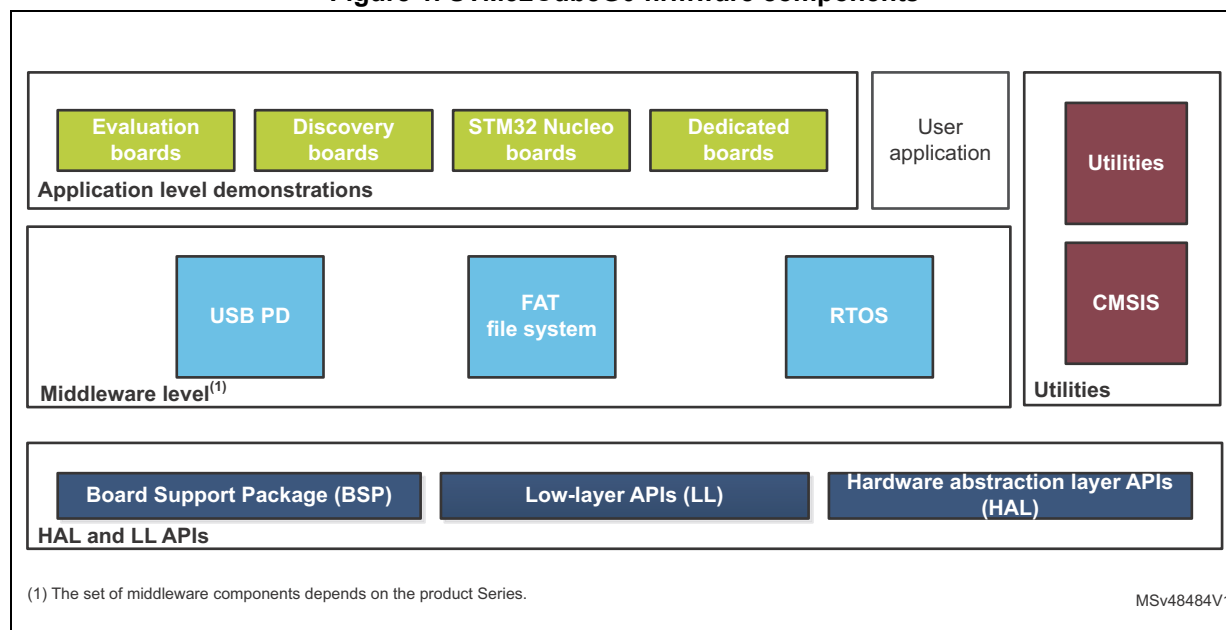 Evaluation
boards
Discovery
boards
STM32 Nucleo
boards
Dedicated
boards
Application level demonstrations
User
application
Utilities
CMSIS
Utilities
USB PD
FAT
file system
RTOS
Middleware level(1)
Board Support Package (BSP)
Low-layer APIs (LL)
Hardware abstraction layer APIs
(HAL)
HAL and LL APIs
(1) The set of middleware components depends on the product Series.
MSv48484V1